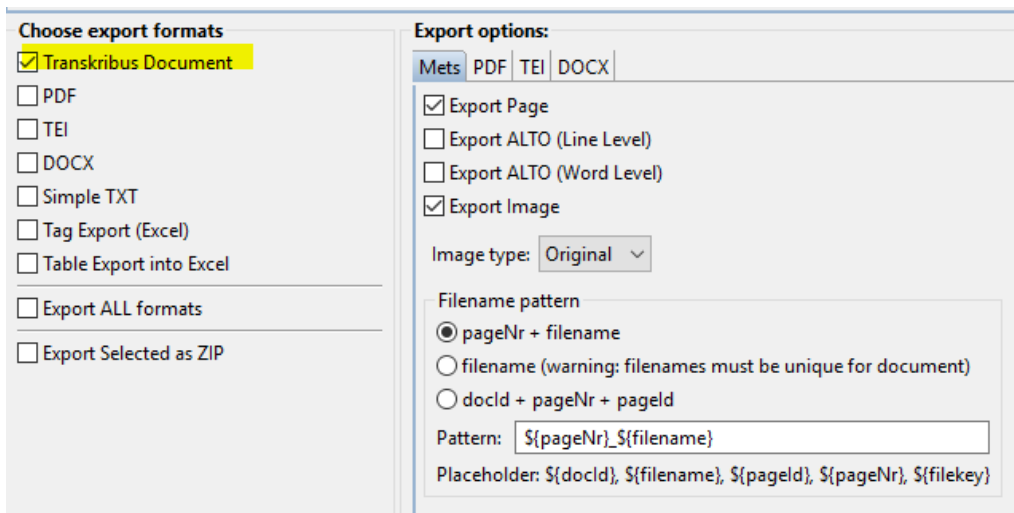 Choose export formats
Transkribus Document
PDF
TEI
DOCX
Simple TXT
Tag Export (Excel)
Table Export into Excel
Export ALL formats
Export Selected as ZIP
Export options:
Mets PDF TEI DOCX
Export Page
Export ALTO (Line Level)
Export ALTO (Word Level)
Export Image
Image type: Original
Filename pattern
pageNr + filename
filename (warning: filenames must be unique for document)
docId + pageNr + pageId
Pattern: ${pageNr}_${filename}
Placeholder: ${docId}, ${filename}, ${pageId}, ${pageNr}, ${filekey}